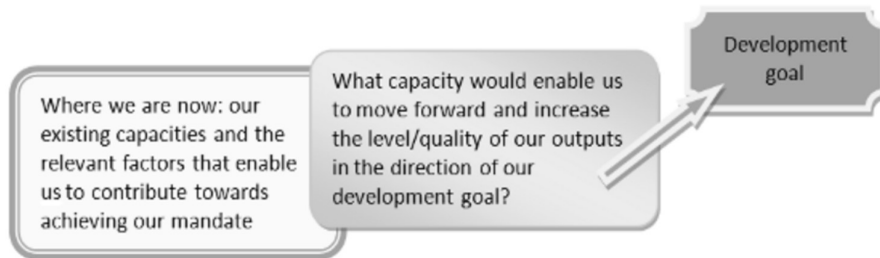 Where we are now: our
existing capacities and the
relevant factors that enable
us to contribute towards
achieving our mandate
What capacity would enable us
to move forward and increase
the level/quality of our outputs
in the direction of our
development goal?
Development
goal